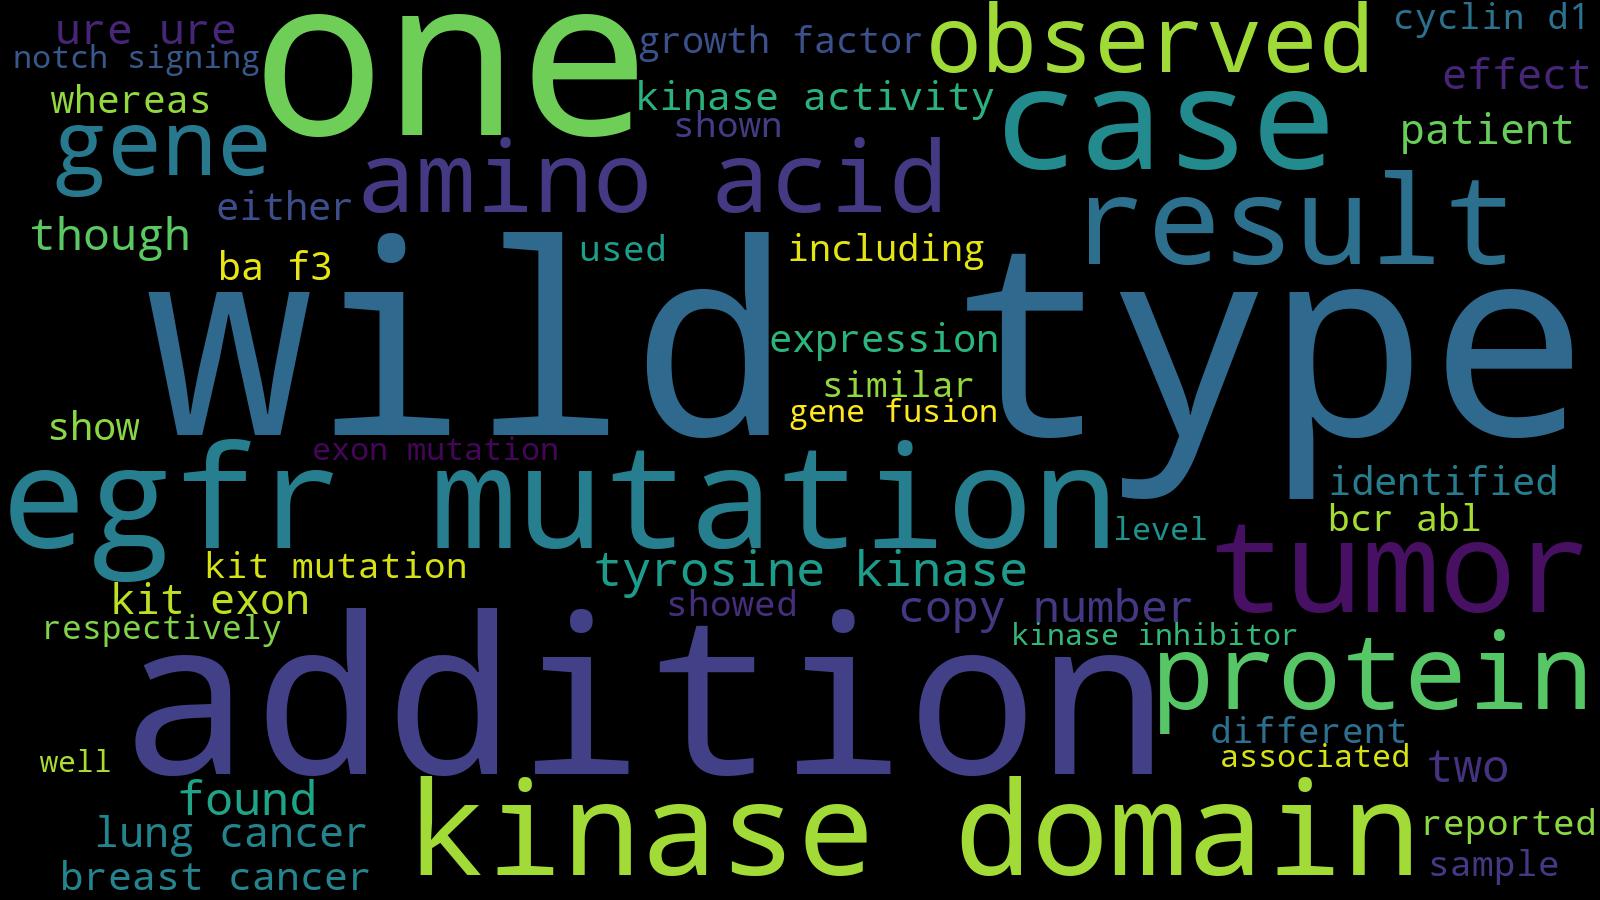 ure ure
one
growth factor
observed
cyclin d1
notch signing
effect
whereas
kinase activity
case
patient
gene
shown
amino acid
either
result
though
ba f3
used
including
wild type
expression
similar
gene fusion
show
exon mutation
egfr mutation
identified
level
bcr abl
tumor
kit mutation
tyrosine kinase
kit exon
showed
copy number
respectively
kinase inhibitor
addition
protein
different
associated
well
two
found
kinase domain
lung cancer
reported
breast cancer
sample